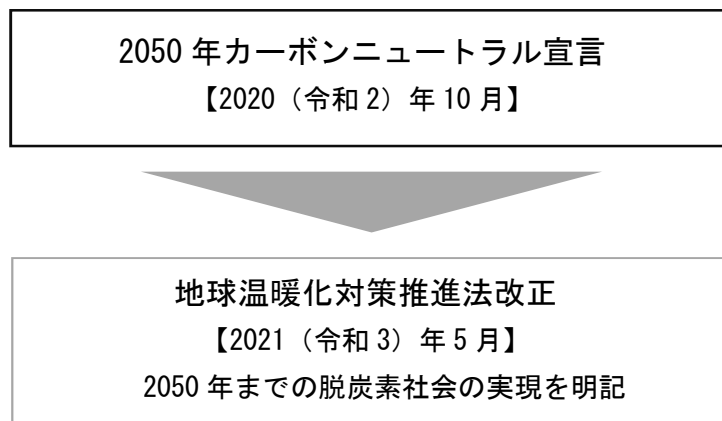 2050 年カーボンニュートラル宣言
【2020（令和 2）年 10 月】
地球温暖化対策推進法改正
【2021（令和 3）年 5 月】
2050 年までの脱炭素社会の実現を明記